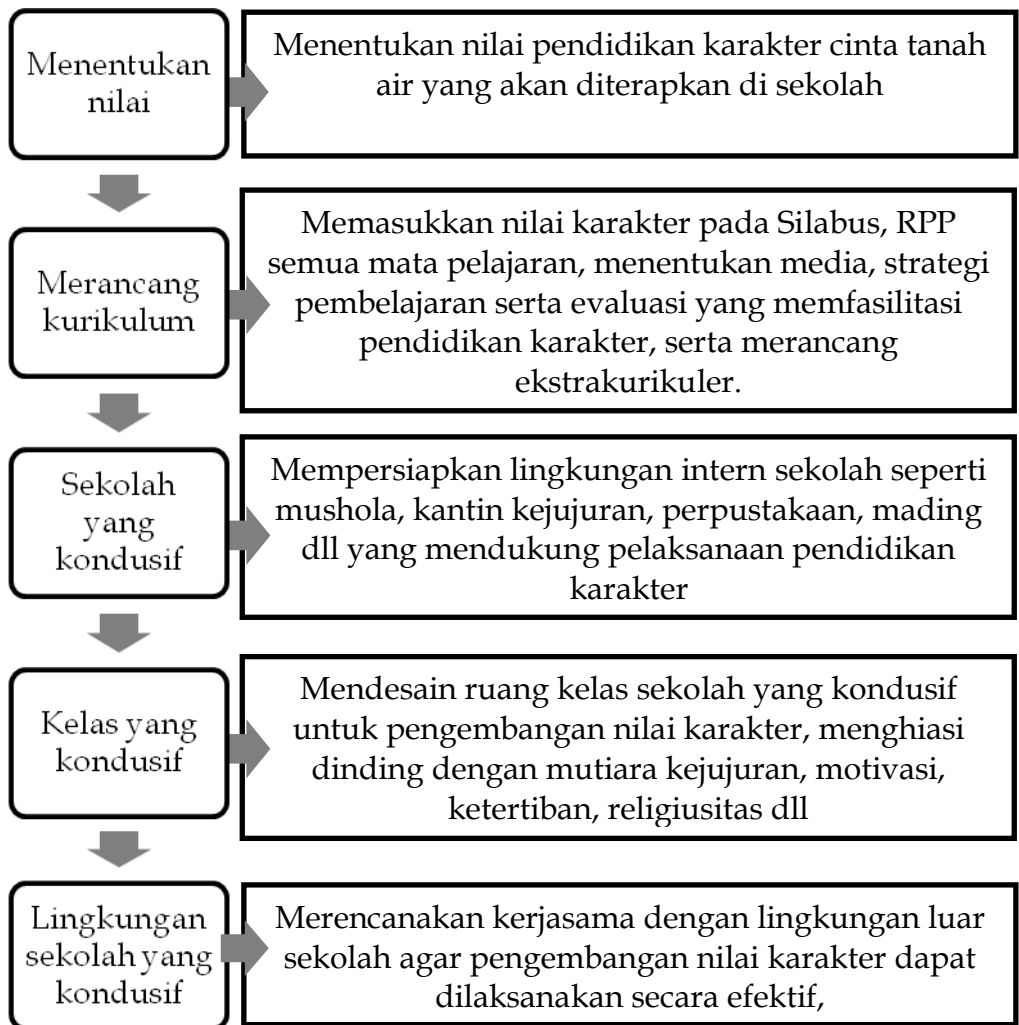 Menentukan
nilai
Menentukan nilai pendidikan karakter cinta tanah
air yang akan diterapkan di sekolah
Merancang
kurikulum
Memasukkan nilai karakter pada Silabus, RPP
semua mata pelajaran, menentukan media, strategi
pembelajaran serta evaluasi yang memfasilitasi
pendidikan karakter, serta merancang
ekstrakurikuler.
Sekolah
yang
kondusif
Mempersiapkan lingkungan intern sekolah seperti
mushola, kantin kejujuran, perpustakaan, mading
dll yang mendukung pelaksanaan pendidikan
karakter
Kelas yang
kondusif
Mendesain ruang kelas sekolah yang kondusif
untuk pengembangan nilai karakter, menghiasi
dinding dengan mutiara kejujuran, motivasi,
ketertiban, religiusitas dll
Lingkungan
sekolah yang
kondusif
Merencanakan kerjasama dengan lingkungan luar
sekolah agar pengembangan nilai karakter dapat
dilaksanakan secara efektif,